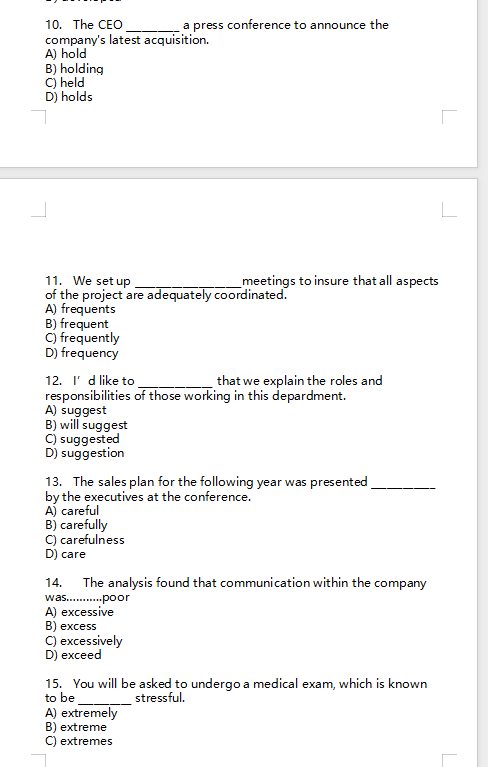 10. The CEO ________ a press conference to announce the
company's latest acquisition.
A) hold
B) holding
C) held
D) holds
11. We set up ________________meetings to insure that all aspects
of the project are adequately coordinated.
A) frequents
B) frequent
C) frequently
D) frequency
12. I’d like to ___________ that we explain the roles and
responsibilities of those working in this depardment.
A) suggest
B) will suggest
C) suggested
D) suggestion
13. The sales plan for the following year was presented __________
by the executives at the conference.
A) careful
B) carefully
C) carefulness
D) care
14. The analysis found that communication within the company
was...........poor
A) excessive
B) excess
C) excessively
D) exceed
15. You will be asked to undergo a medical exam, which is known
to be ________ stressful.
A) extremely
B) extreme
C) extremes